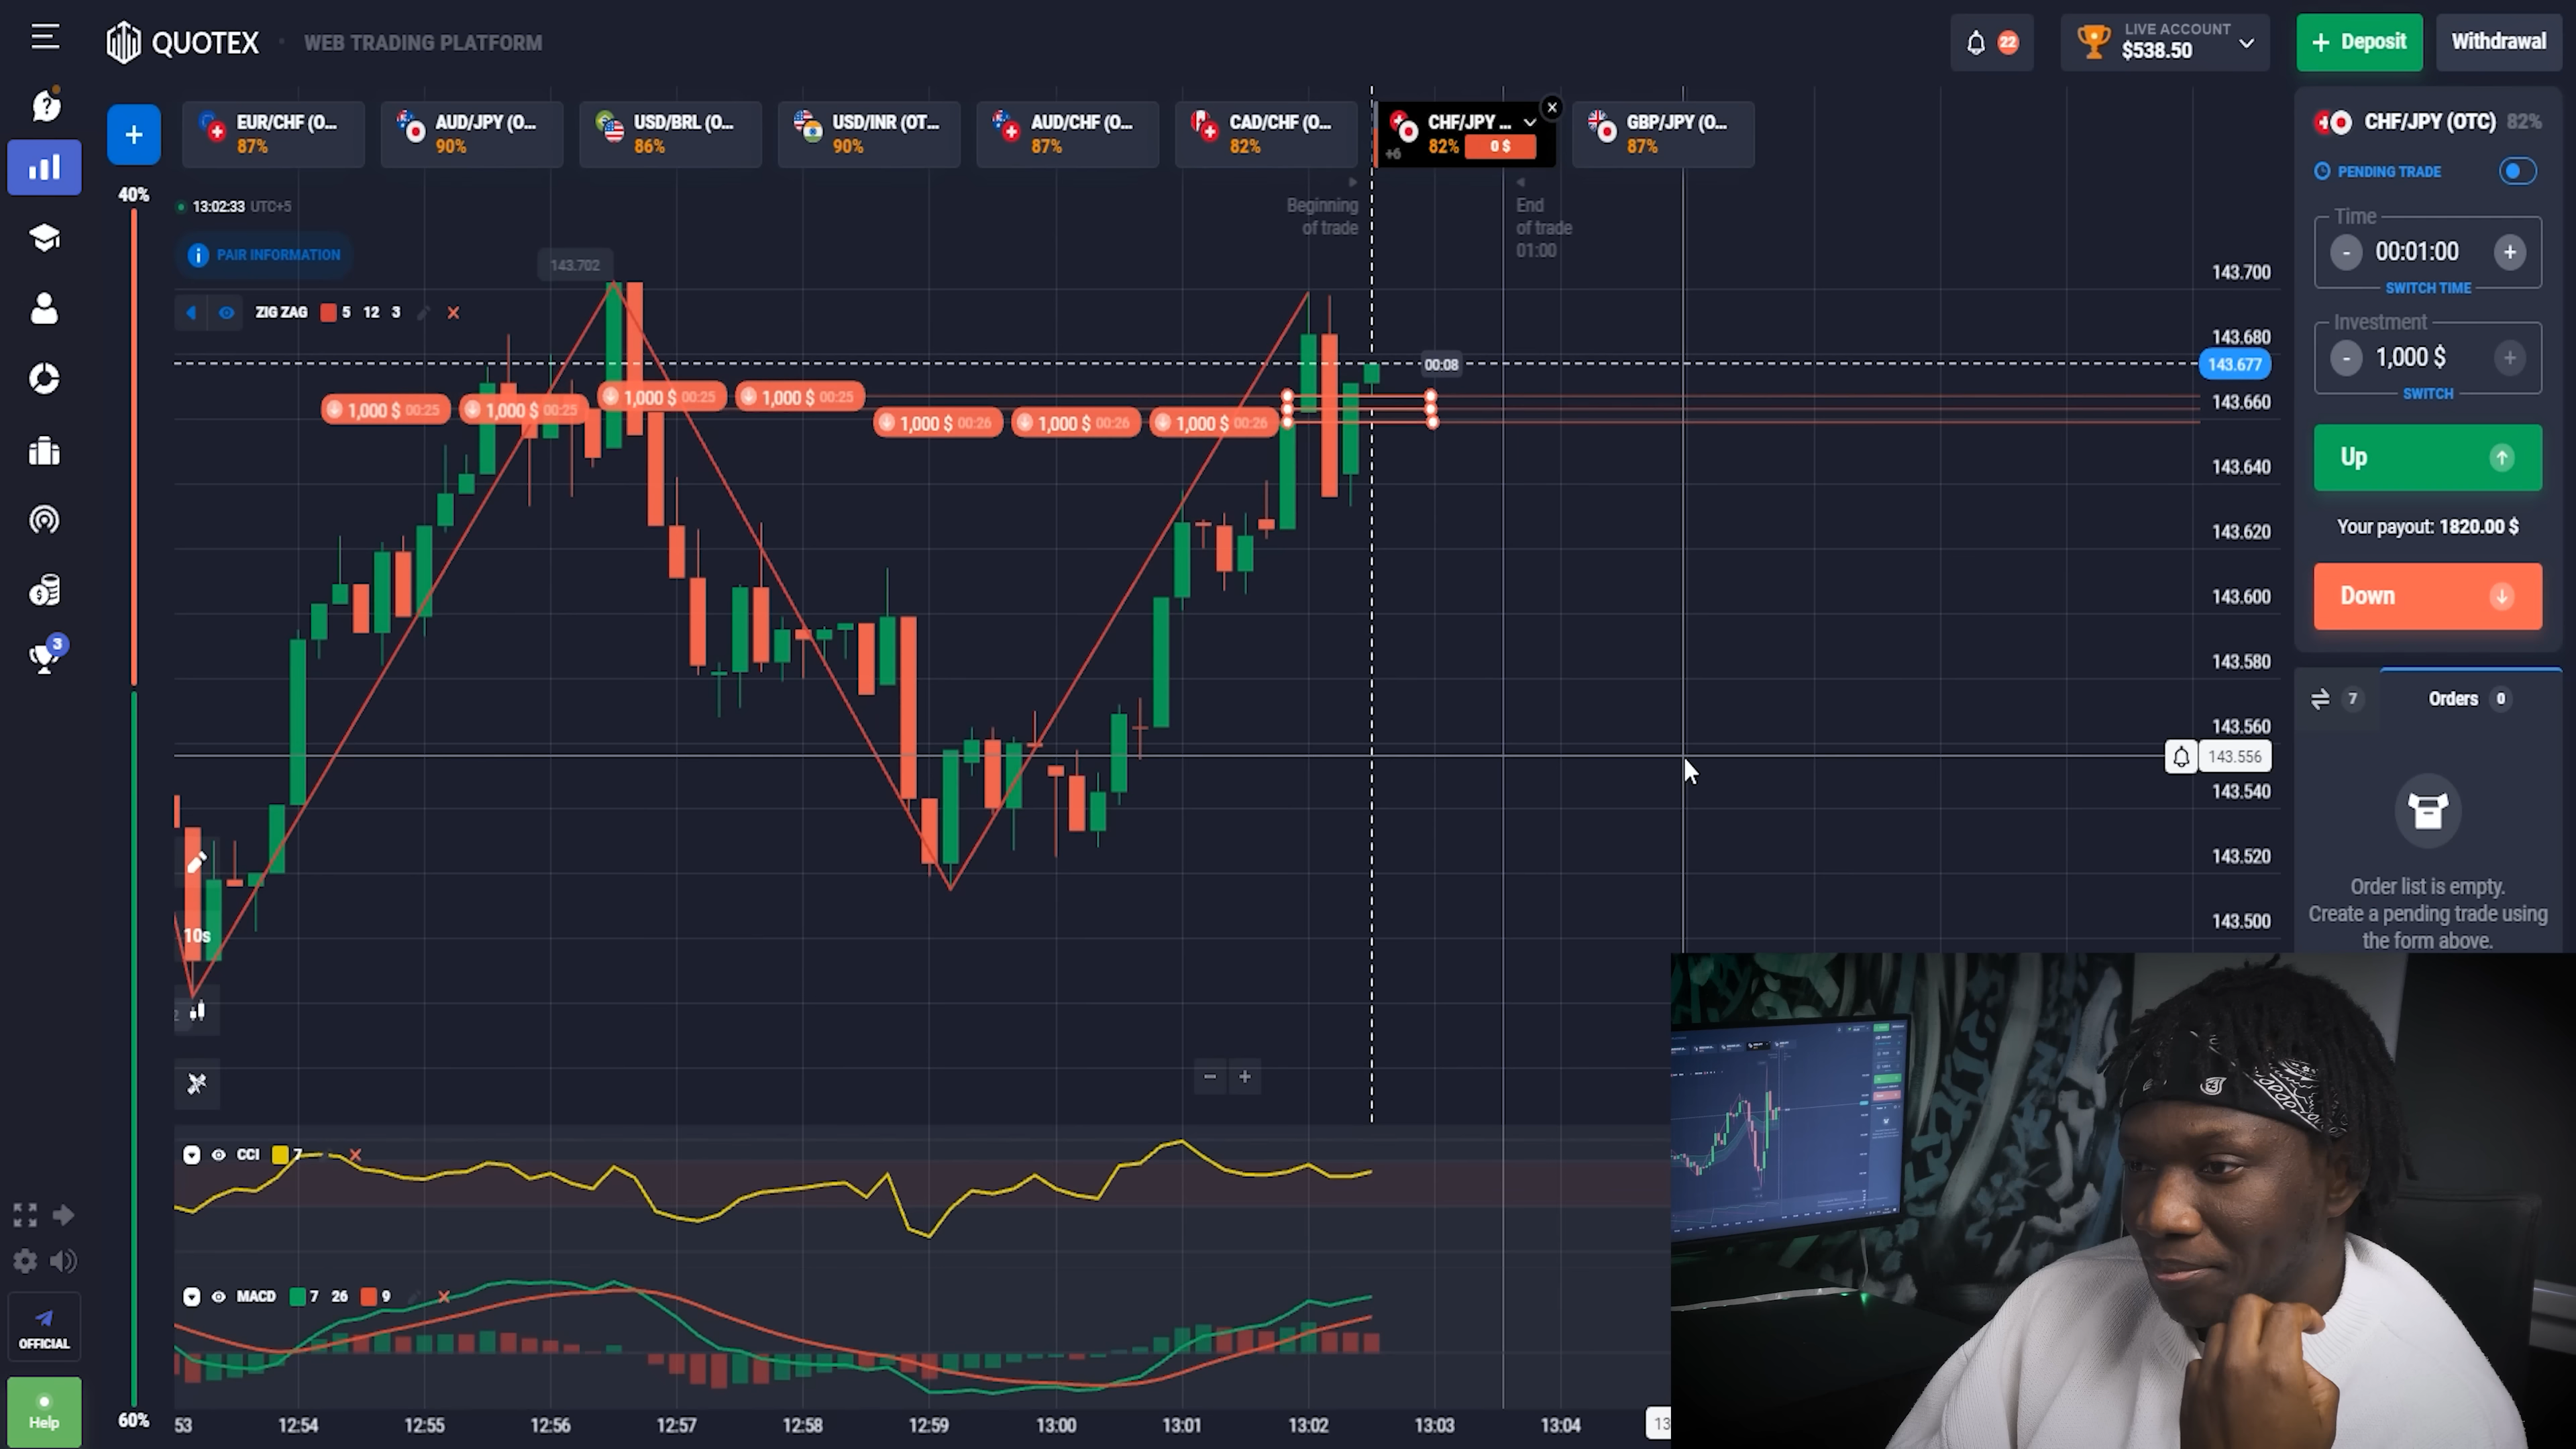 QUOTEX · WEB TRADING PLATFORM
22
LIVE ACCOUNT
$538.50
+ Deposit
Withdrawal
EUR/CHF (O...
87%
AUD/JPY (O...
90%
USD/BRL (O...
86%
USD/INR (OT...
90%
AUD/CHF (O...
87%
CAD/CHF (O...
82%
CHF/JPY ...
+6
82%
0 $
GBP/JPY (O...
87%
40%
13:02:33 UTC+5
PAIR INFORMATION
ZIG ZAG 5 12 3
143.702
Beginning
of trade
End
of trade
01:00
00:08
1,000 $ 00:25
1,000 $ 00:25
1,000 $ 00:25
1,000 $ 00:25
1,000 $ 00:26
1,000 $ 00:26
1,000 $ 00:26
143.700
143.680
143.677
143.660
143.640
143.620
143.600
143.580
143.560
143.556
143.540
143.520
143.500
CHF/JPY (OTC) 82%
PENDING TRADE
Time
- 00:01:00 +
SWITCH TIME
Investment
- 1,000 $ +
SWITCH
Up
Your payout: 1820.00 $
Down
7
Orders 0
Order list is empty.
Create a pending trade using
the form above.
3
10s
CCI 7
MACD 7 26 9
OFFICIAL
Help
60%
53
12:54
12:55
12:56
12:57
12:58
12:59
13:00
13:01
13:02
13:03
13:04
13